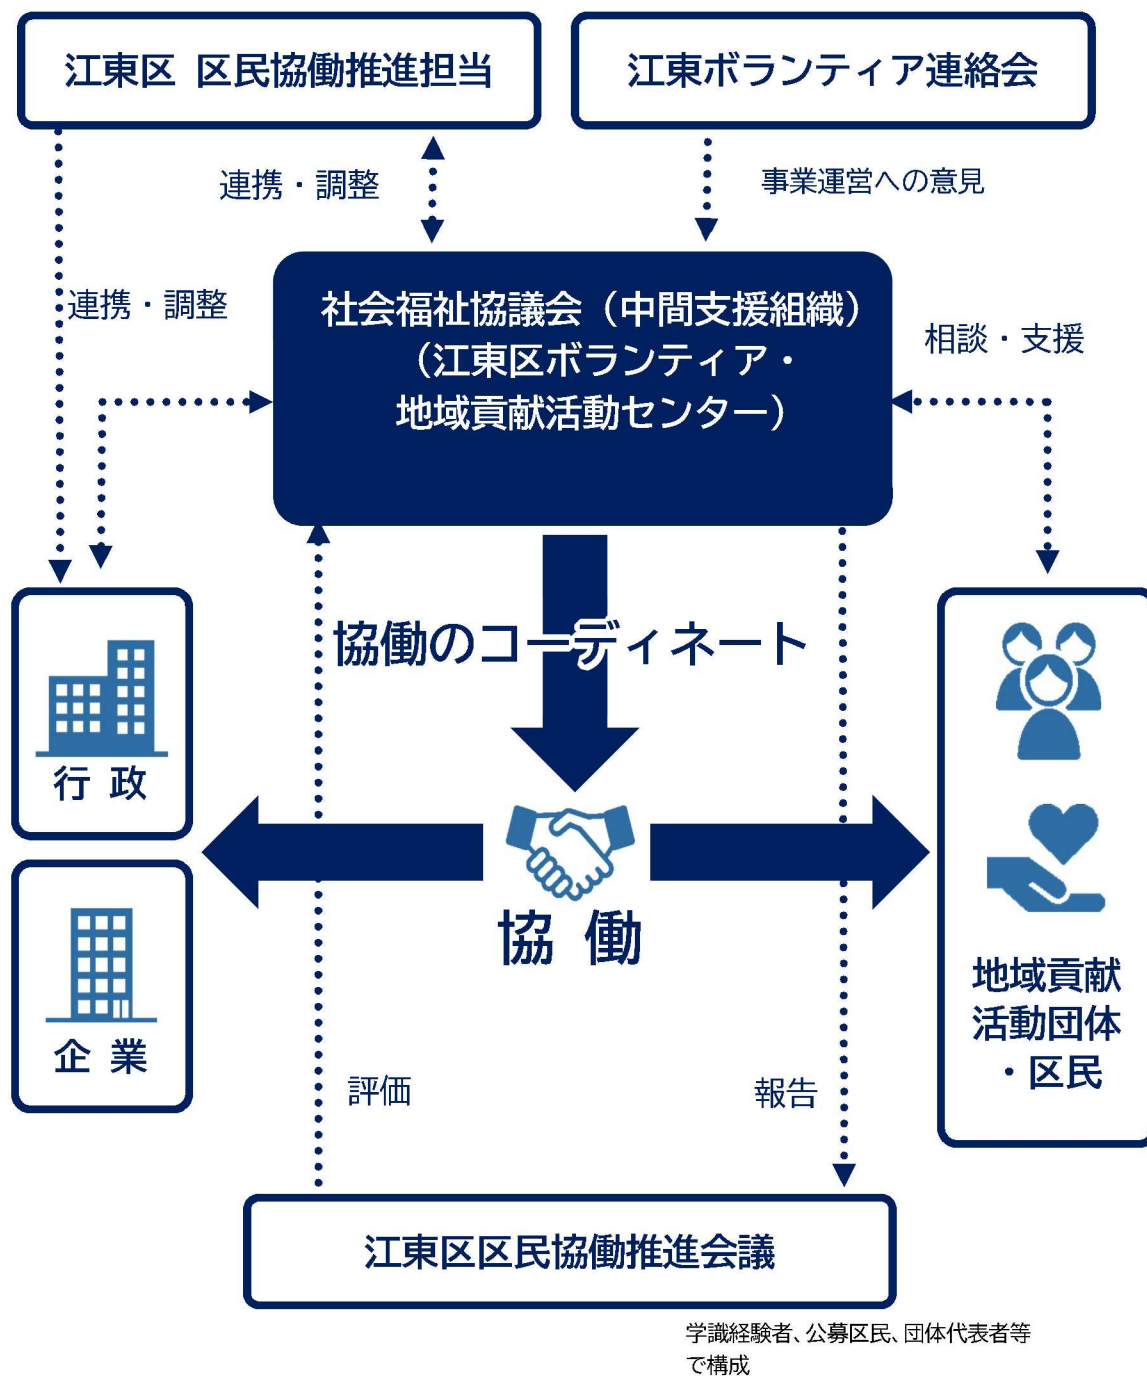 江東区 区民協働推進担当
江東ボランティア連絡会
連携・調整
事業運営への意見
連携・調整
社会福祉協議会（中間支援組織）
（江東区ボランティア・
地域貢献活動センター）
相談・支援
協働のコーディネート
行 政
協 働
企 業
地域貢献
活動団体
・区民
評価
報告
江東区区民協働推進会議
学識経験者、公募区民、団体代表者等
で構成